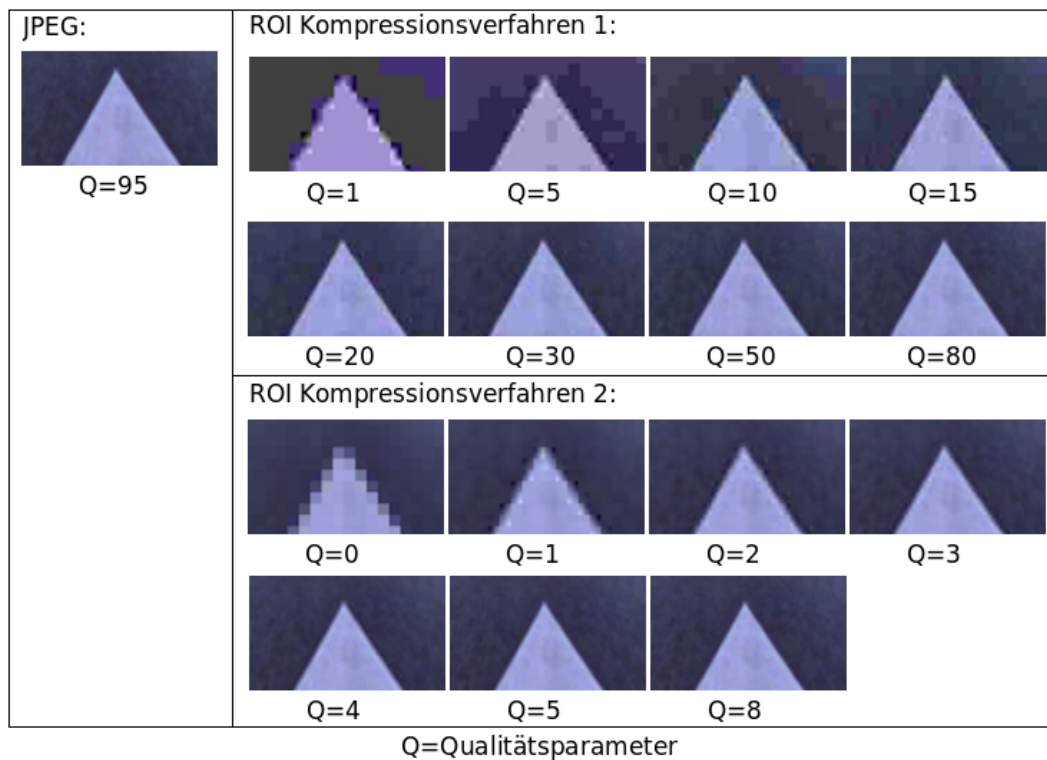 JPEG:
Q=95
ROI Kompressionsverfahren 1:
Q=1 Q=5 Q=10 Q=15
Q=20 Q=30 Q=50 Q=80
ROI Kompressionsverfahren 2:
Q=0 Q=1 Q=2 Q=3
Q=4 Q=5 Q=8
Q=Qualitätsparameter